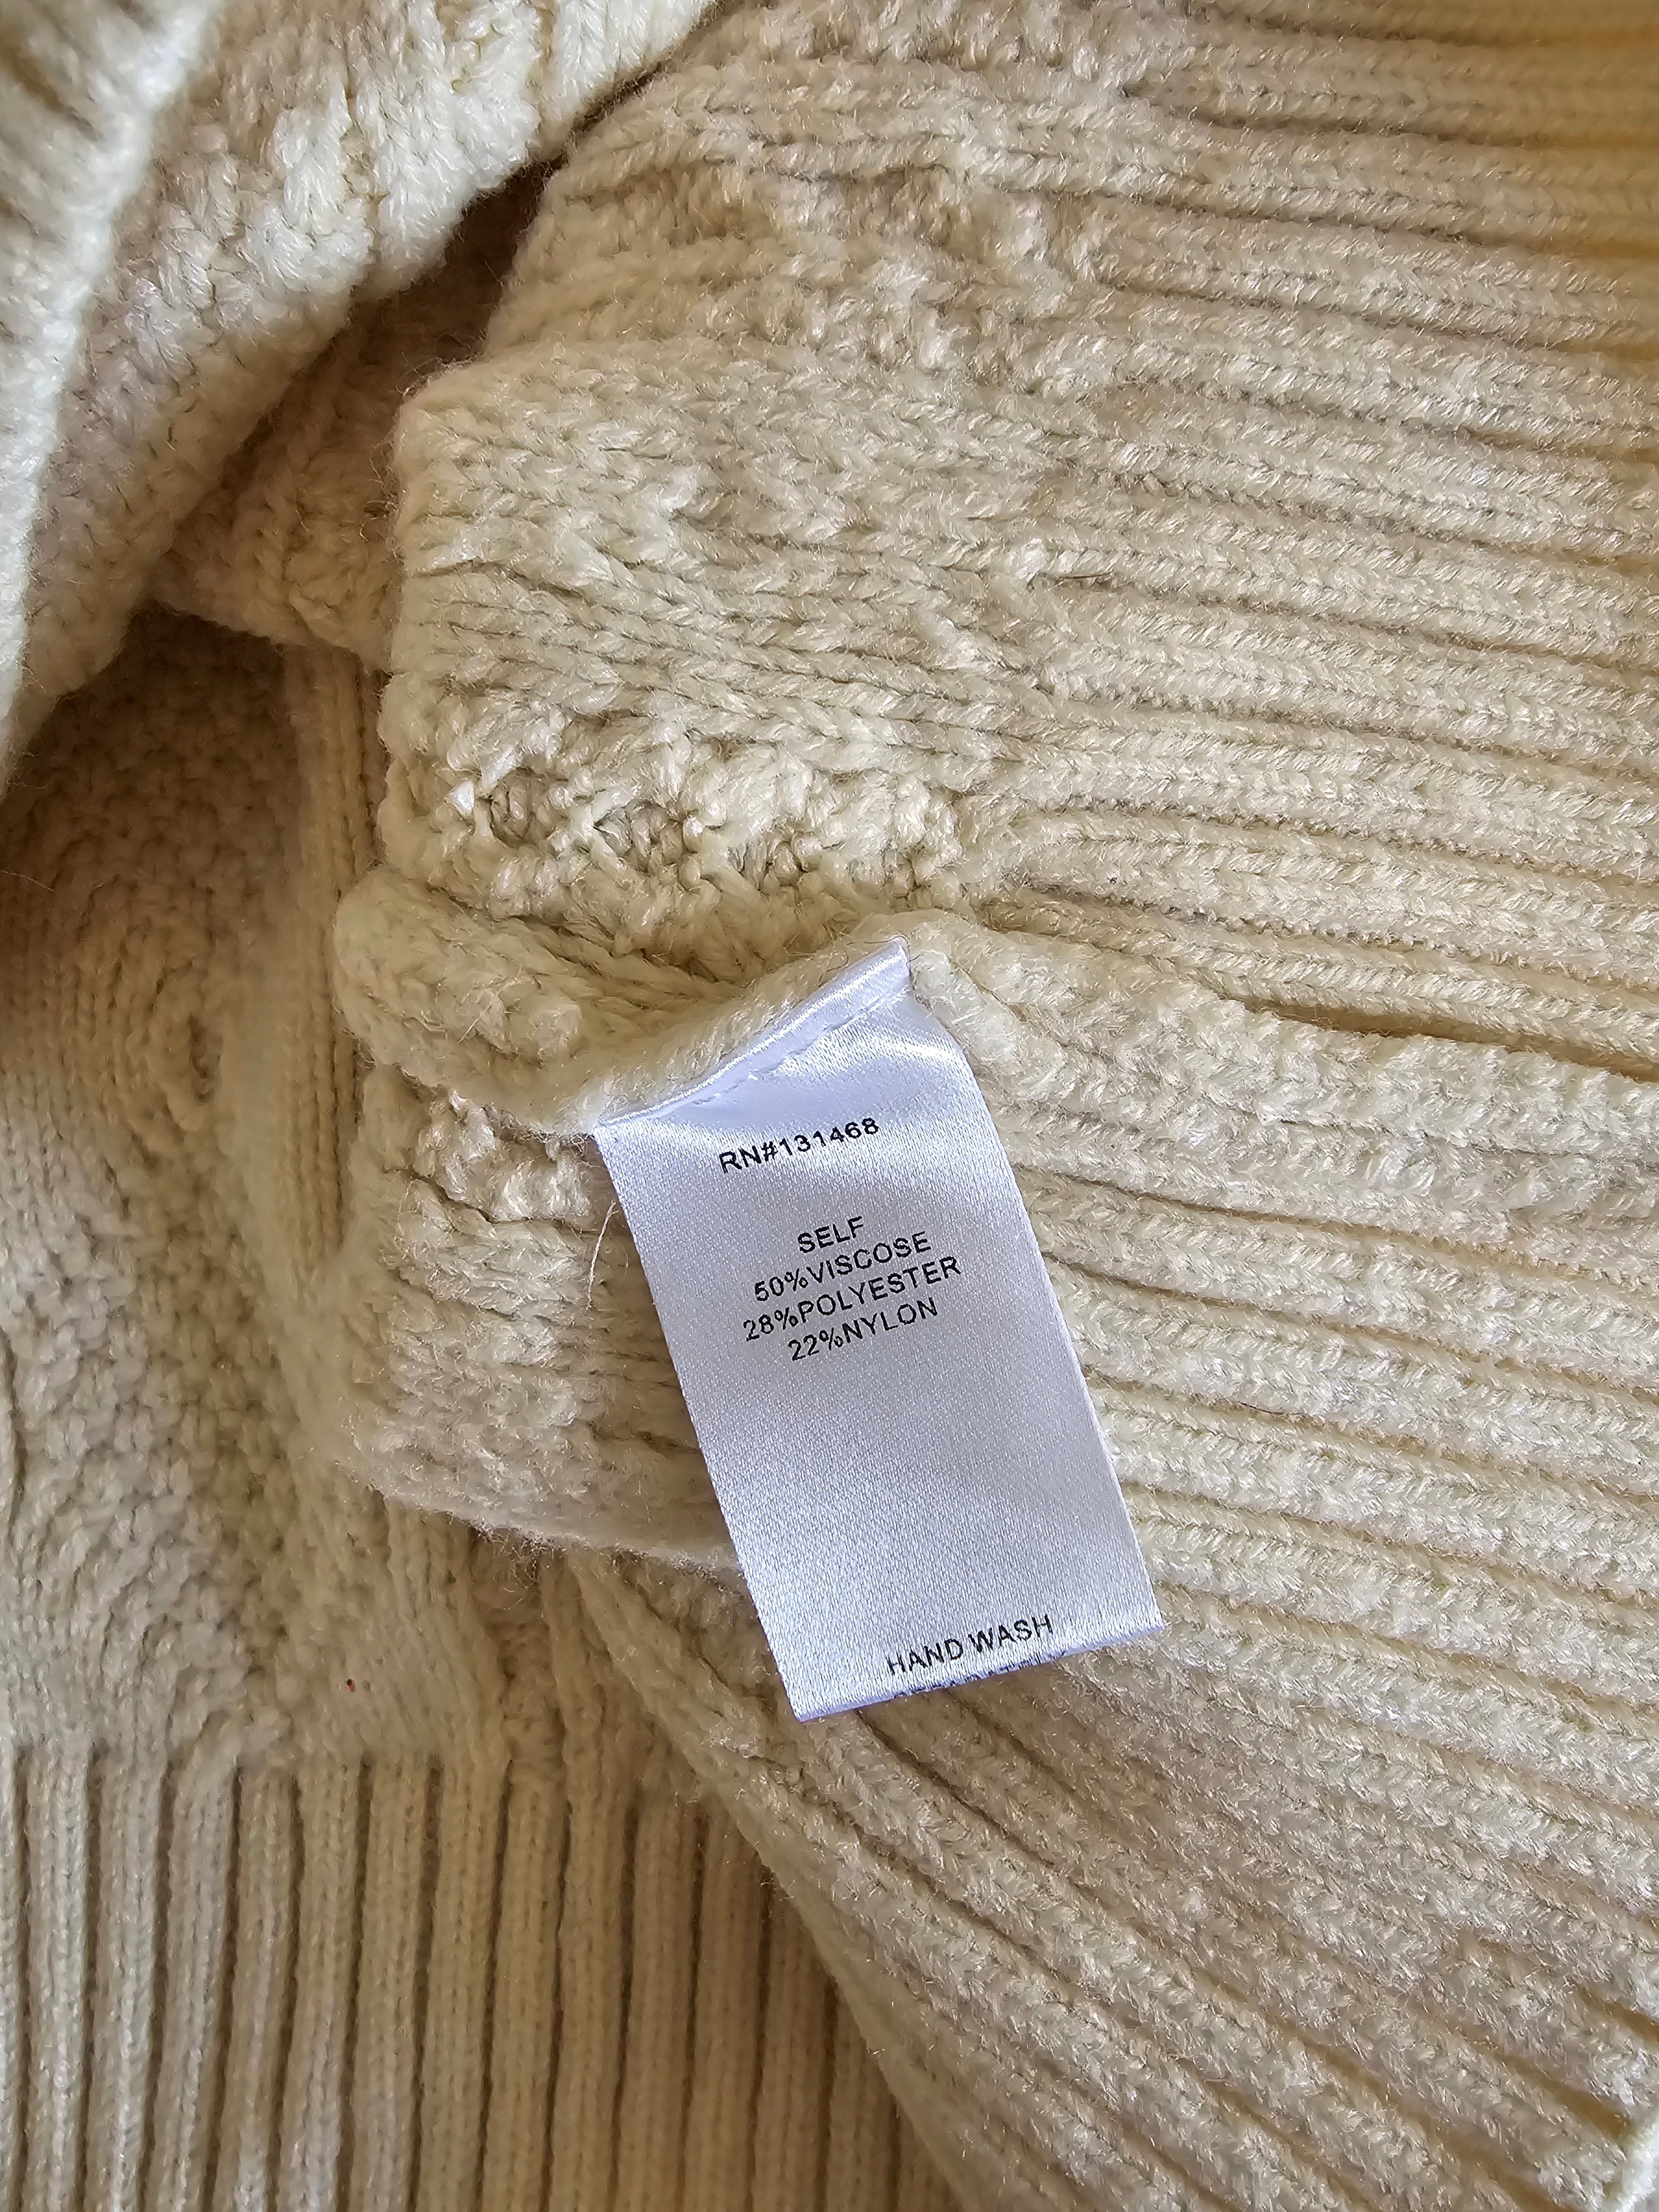 RN#131468
SELF
50%VISCOSE
28%POLYESTER
22%NYLON
HAND WASH